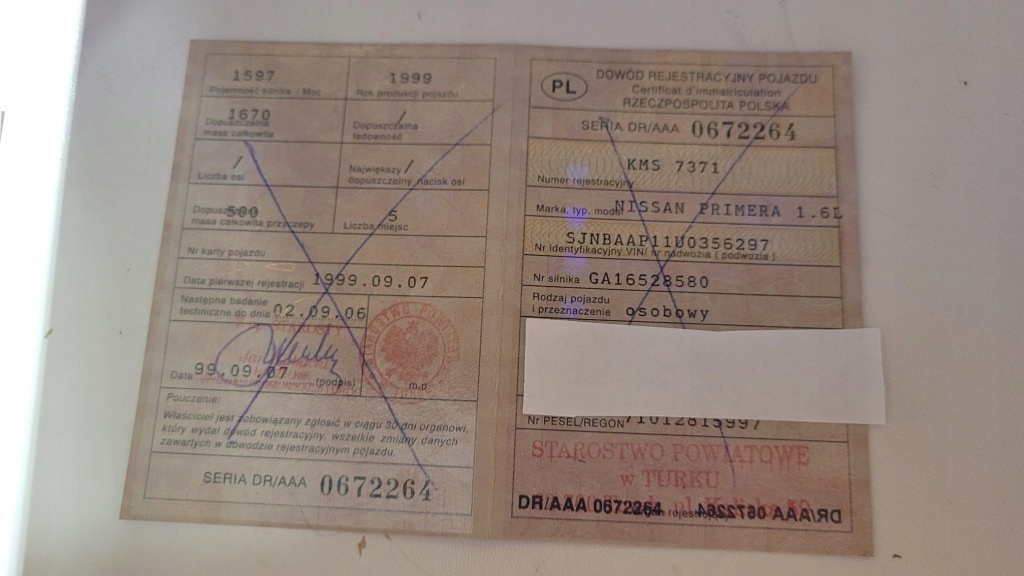 1597
Pojemność silnika / Moc
1999
Rok produkcji pojazdu
1670
Dopuszczalna
masa całkowita
/
Dopuszczalna
ładowność
/
Liczba osi
/
Największy
dopuszczalny nacisk osi
500
masa całkowita przyczepy
5
Liczba miejsc
Nr karty pojazdu
Data pierwszej rejestracji 1999.09.07
Następne badanie
techniczne do dnia 02.09.06
Data 99.09.07
(podpis)
m.p.
Pouczenie:
Właściciel jest zobowiązany zgłosić w ciągu 30 dni organowi,
który wydał dowód rejestracyjny, wszelkie zmiany danych
zawartych w dowodzie rejestracyjnym pojazdu.
SERIA DR/AAA 0672264
PL
DOWÓD REJESTRACYJNY POJAZDU
Certificat d'immatriculation
RZECZPOSPOLITA POLSKA
SERIA DR/AAA 0672264
KMS 7371
Numer rejestracyjny
Marka, typ, model NISSAN PRIMERA 1.6L
SJNBAAP11U0356297
Nr identyfikacyjny VIN/ nr nadwozia ( podwozia )
Nr silnika GA16528580
Rodzaj pojazdu
i przeznaczenie osobowy
Nr PESEL/REGON
STAROSTWO POWIATOWE
w TURKU
DR/AAA 0672264
DR/AAA 0672264